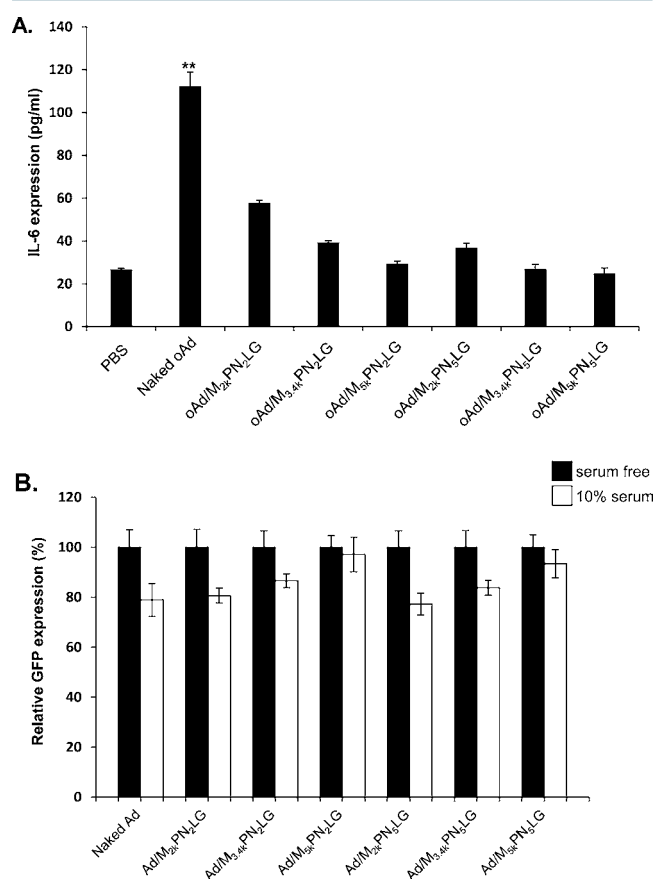 A.
IL-6 expression (pg/ml)
140
120
100
80
60
40
20
0
**
PBS
Naked oAd
oAd/M2kPN2LG
oAd/M3.4kPN2LG
oAd/M5kPN2LG
oAd/M2kPN5LG
oAd/M3.4kPN5LG
oAd/M5kPN5LG
B.
serum free
10% serum
Relative GFP expression (%)
120
100
80
60
40
20
0
Naked Ad
Ad/M2kPN2LG
Ad/M3.4kPN2LG
Ad/M5kPN2LG
Ad/M2kPN5LG
Ad/M3.4kPN5LG
Ad/M5kPN5LG